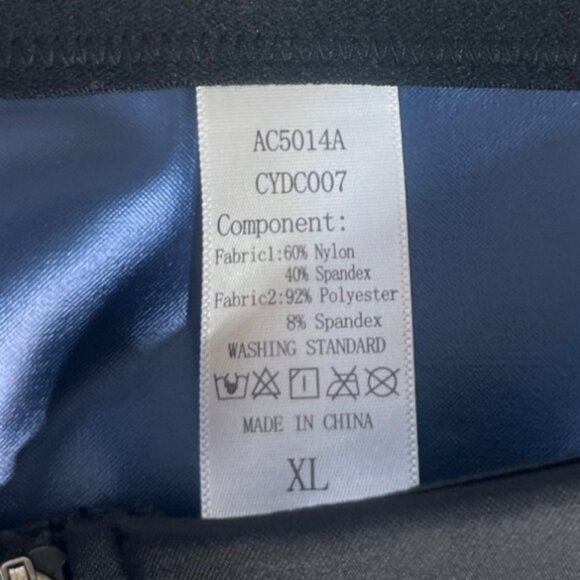 AC5014A
CYDC007
Component:
Fabric1:60% Nylon
40% Spandex
Fabric2:92% Polyester
8% Spandex
WASHING STANDARD
MADE IN CHINA
XL